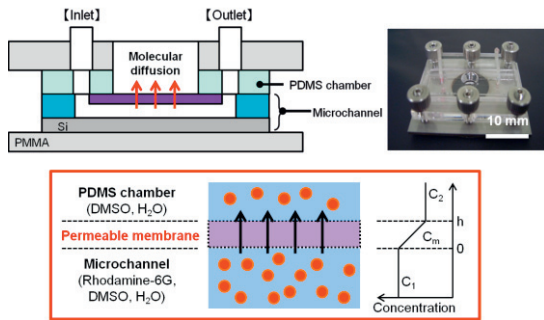 【Inlet】
【Outlet】
Molecular
diffusion
PDMS chamber
Microchannel
Si
PMMA
10 mm
PDMS chamber
(DMSO, H₂O)
Permeable membrane
Microchannel
(Rhodamine-6G,
DMSO, H₂O)
C₂
h
Cₘ
0
C₁
Concentration